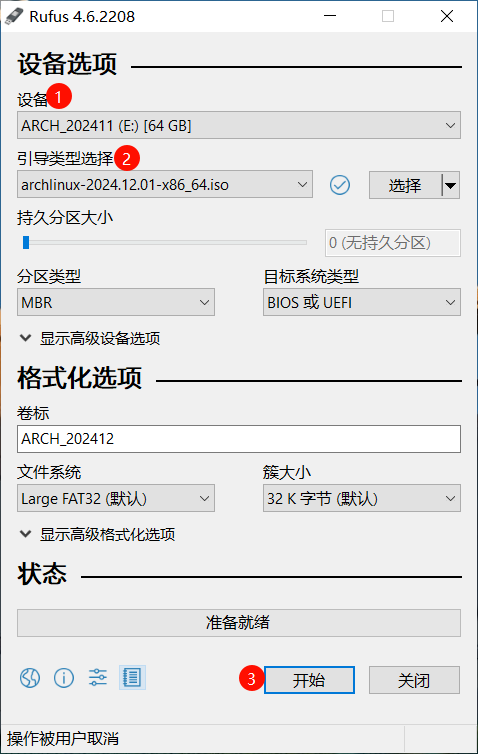 Rufus 4.6.2208
设备选项
设备 1
ARCH_202411 (E:) [64 GB]
引导类型选择 2
archlinux-2024.12.01-x86_64.iso
选择
持久分区大小
0 (无持久分区)
分区类型 目标系统类型
MBR BIOS 或 UEFI
显示高级设备选项
格式化选项
卷标
ARCH_202412
文件系统 簇大小
Large FAT32 (默认) 32 K 字节 (默认)
显示高级格式化选项
状态
准备就绪
3 开始 关闭
操作被用户取消